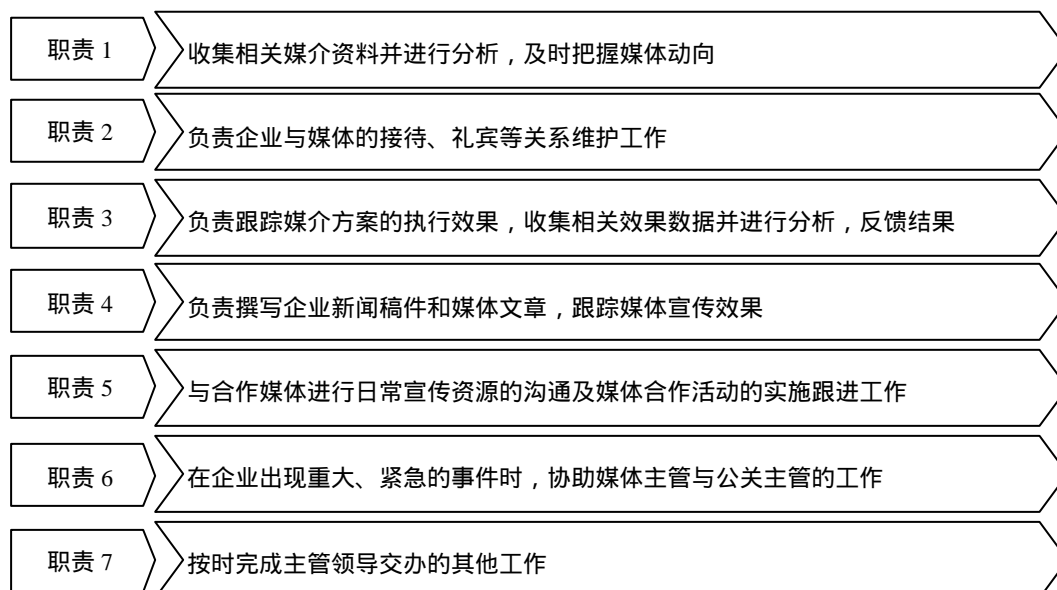 职责 1 收集相关媒介资料并进行分析，及时把握媒体动向
职责 2 负责企业与媒体的接待、礼宾等关系维护工作
职责 3 负责跟踪媒介方案的执行效果，收集相关效果数据并进行分析，反馈结果
职责 4 负责撰写企业新闻稿件和媒体文章，跟踪媒体宣传效果
职责 5 与合作媒体进行日常宣传资源的沟通及媒体合作活动的实施跟进工作
职责 6 在企业出现重大、紧急的事件时，协助媒体主管与公关主管的工作
职责 7 按时完成主管领导交办的其他工作